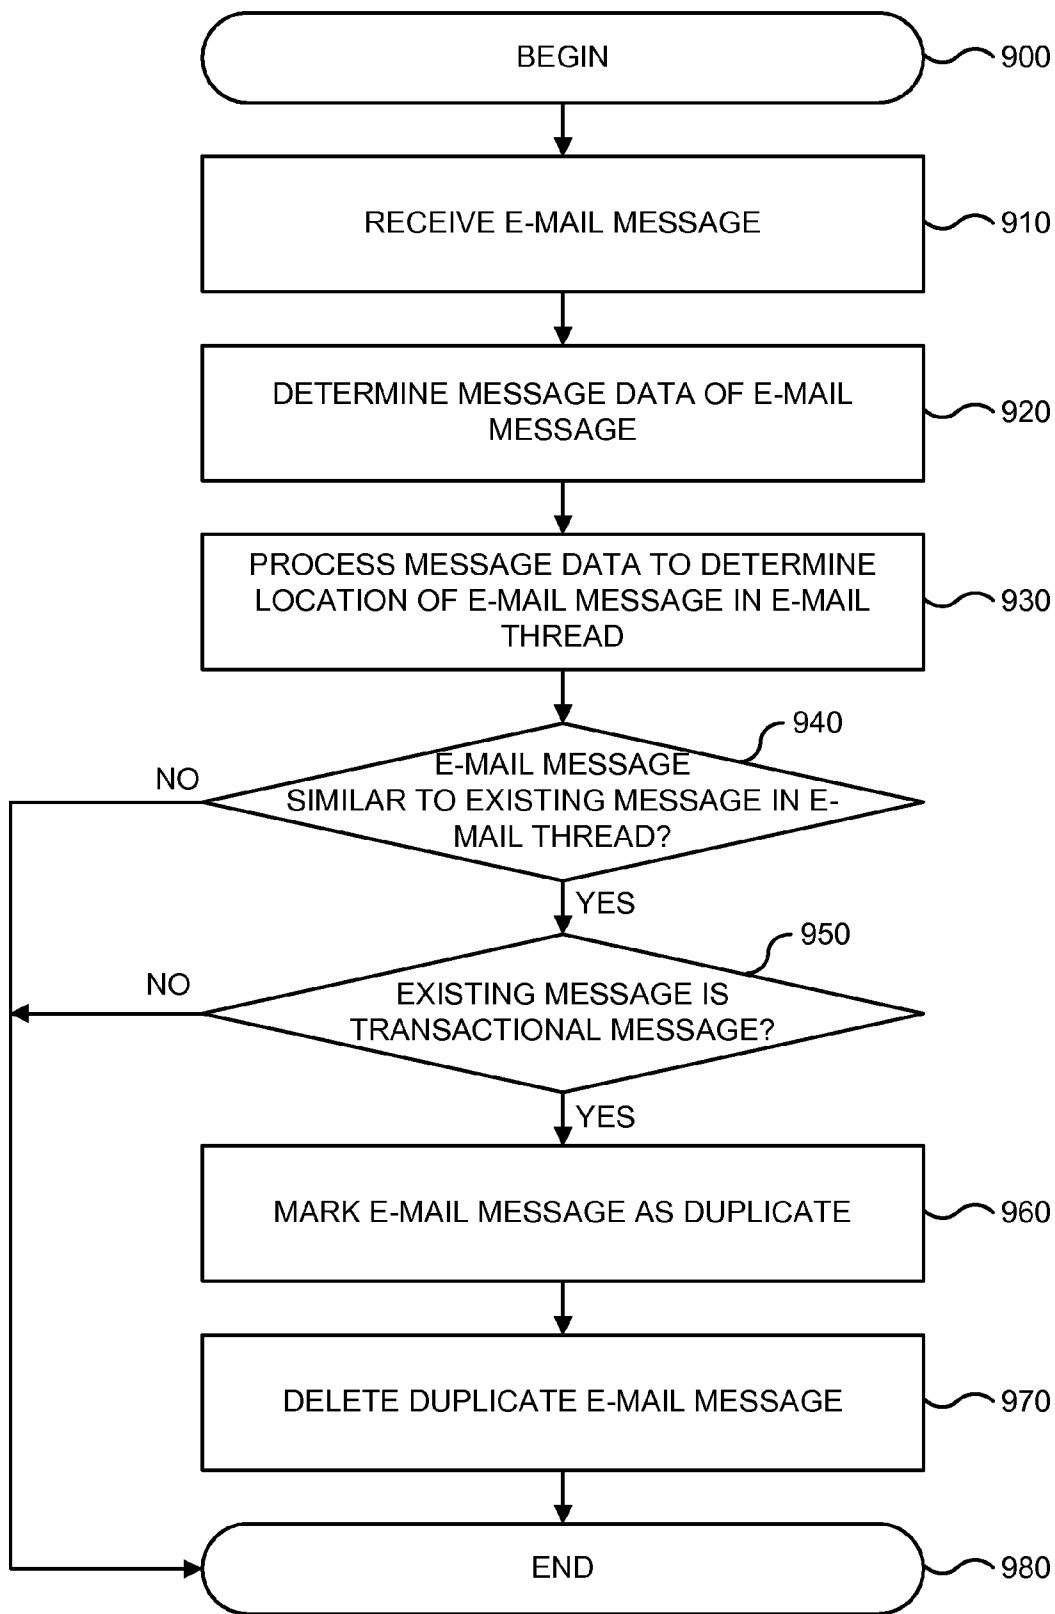 BEGIN
900
RECEIVE E-MAIL MESSAGE
910
DETERMINE MESSAGE DATA OF E-MAIL
MESSAGE
920
PROCESS MESSAGE DATA TO DETERMINE
LOCATION OF E-MAIL MESSAGE IN E-MAIL
THREAD
930
940
NO
E-MAIL MESSAGE
SIMILAR TO EXISTING MESSAGE IN E-
MAIL THREAD?
YES
950
NO
EXISTING MESSAGE IS
TRANSACTIONAL MESSAGE?
YES
MARK E-MAIL MESSAGE AS DUPLICATE
960
DELETE DUPLICATE E-MAIL MESSAGE
970
END
980